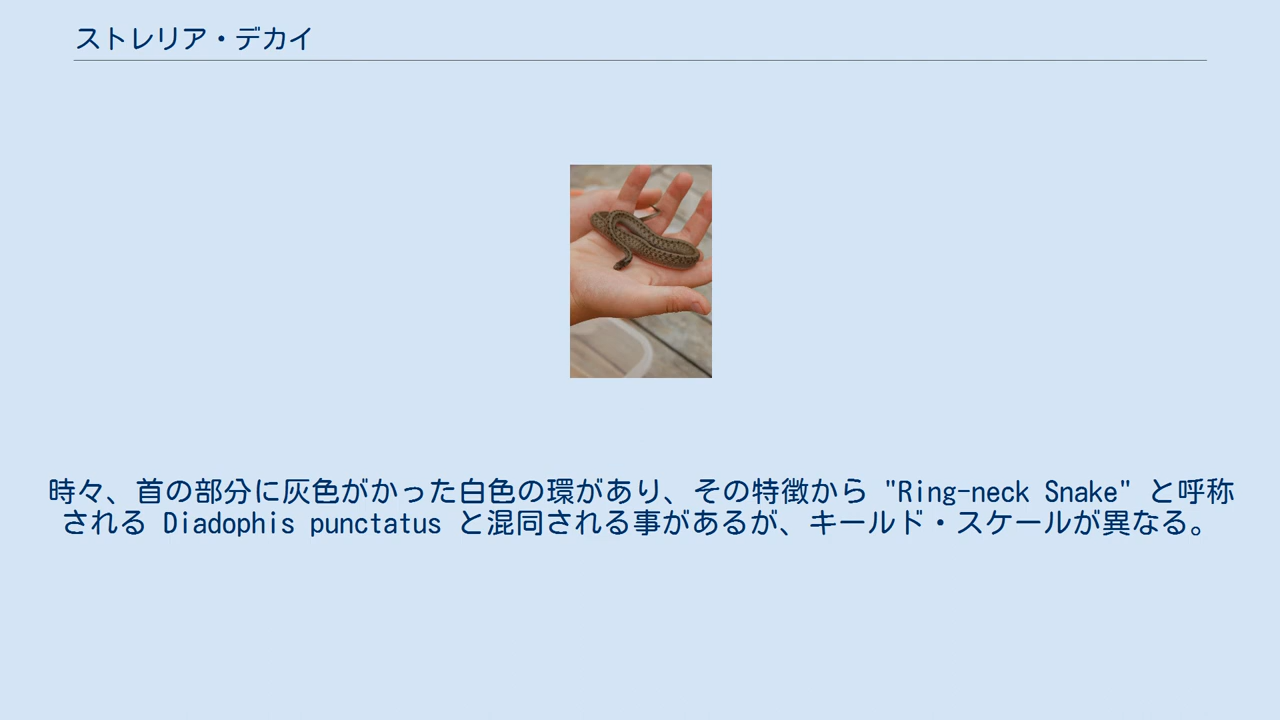 ストレリア・デカイ
時々、首の部分に灰色がかった白色の環があり、その特徴から "Ring-neck Snake" と呼称
される Diadophis punctatus と混同される事があるが、キールド・スケールが異なる。